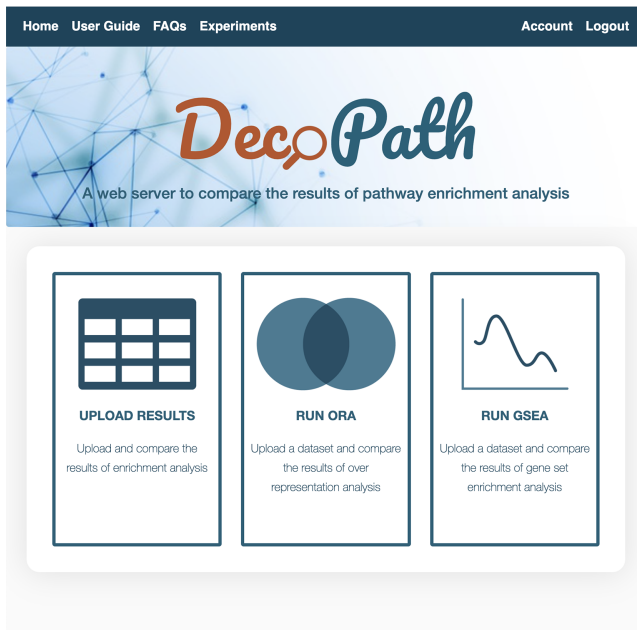 Home User Guide FAQs Experiments Account Logout
DecoPath
A web server to compare the results of pathway enrichment analysis
UPLOAD RESULTS
Upload and compare the
results of enrichment analysis
RUN ORA
Upload a dataset and compare
the results of over
representation analysis
RUN GSEA
Upload a dataset and compare
the results of gene set
enrichment analysis